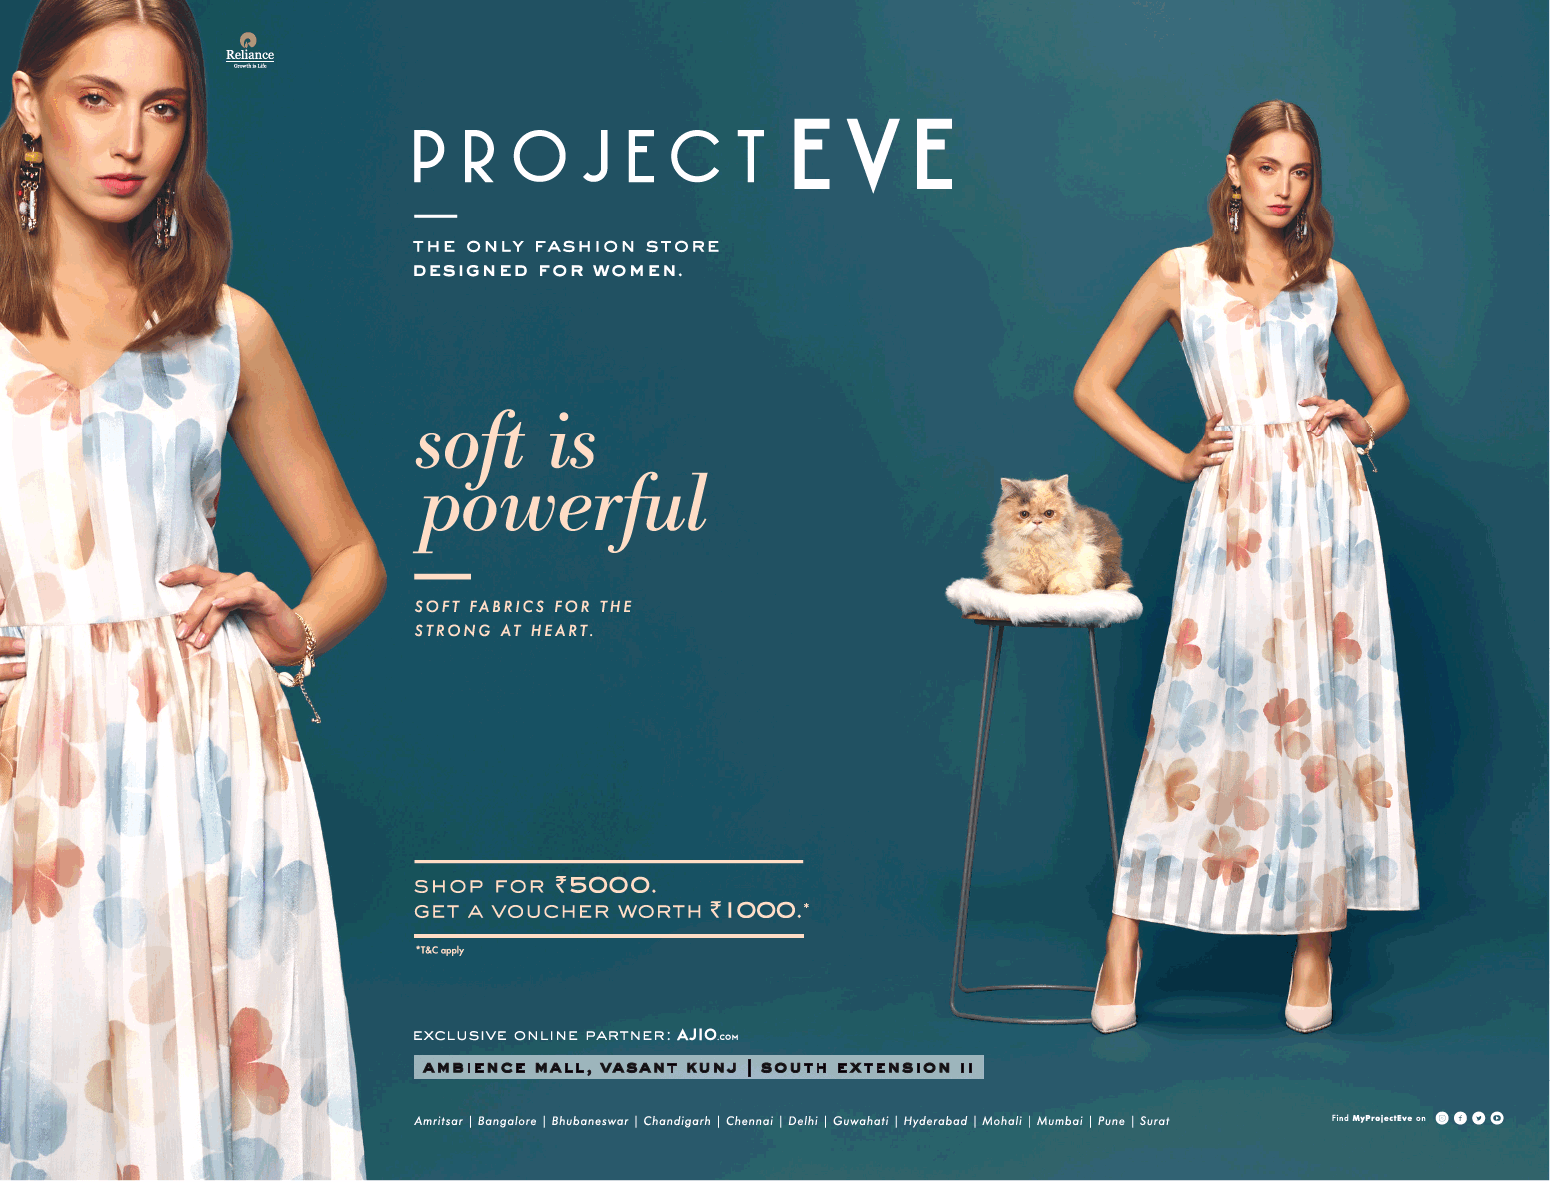 Reliance
Growth is Life
PROJECT EVE
THE ONLY FASHION STORE
DESIGNED FOR WOMEN.
soft is
powerful
SOFT FABRICS FOR THE
STRONG AT HEART.
SHOP FOR ₹5000.
GET A VOUCHER WORTH ₹1000.*
*T&C apply
EXCLUSIVE ONLINE PARTNER: AJIO.COM
AMBIENCE MALL, VASANT KUNJ | SOUTH EXTENSION II
Amritsar | Bangalore | Bhubaneswar | Chandigarh | Chennai | Delhi | Guwahati | Hyderabad | Mohali | Mumbai | Pune | Surat
Find MyProjectEve on